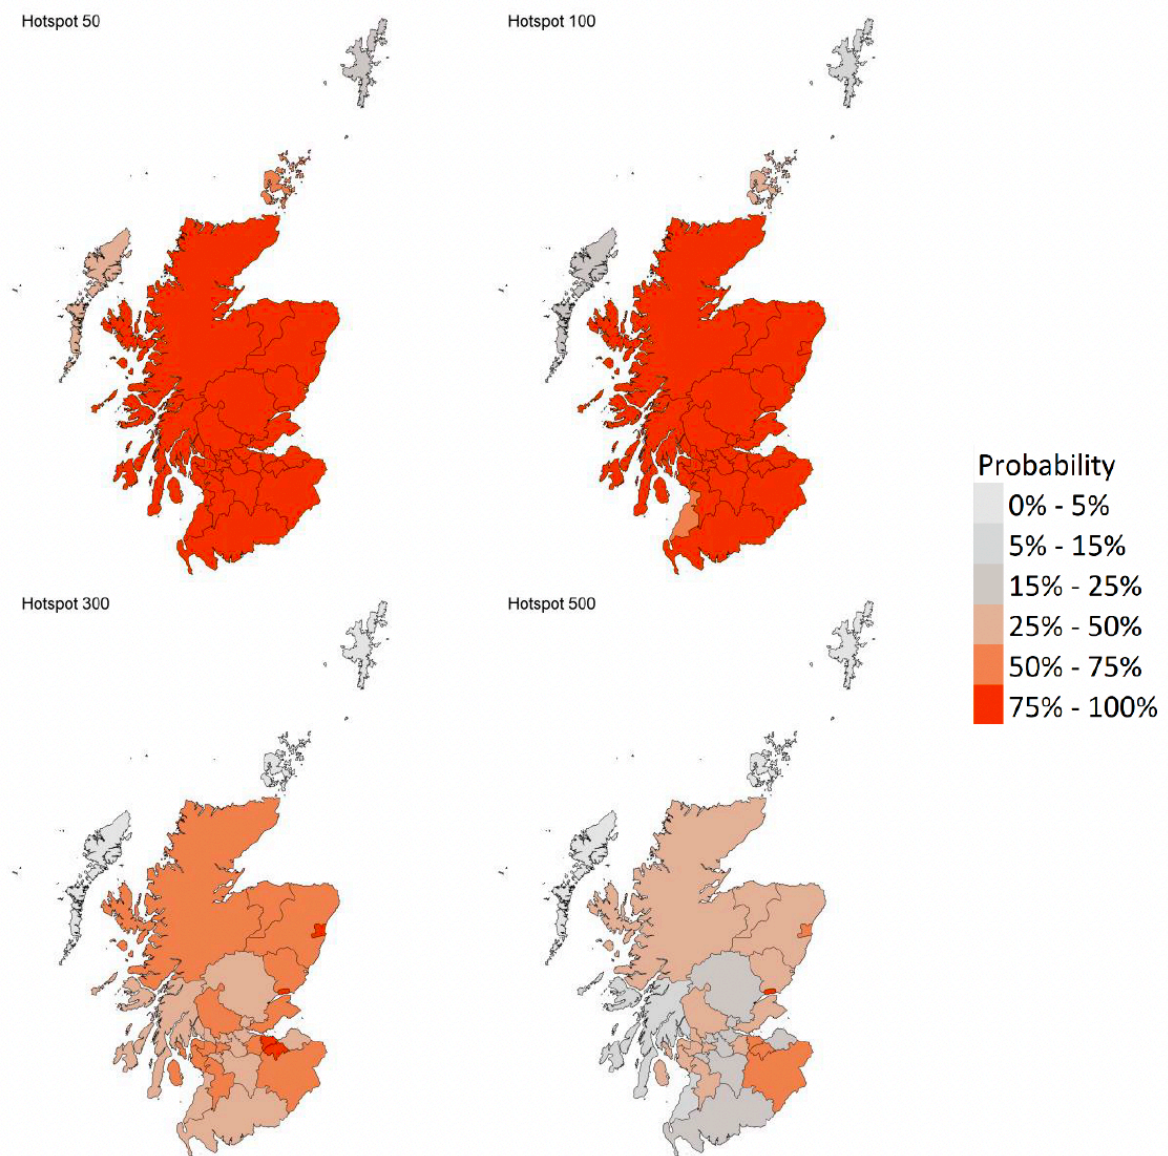 Hotspot 50
Hotspot 100
Probability
0% - 5%
5% - 15%
15% - 25%
25% - 50%
50% - 75%
75% - 100%
Hotspot 300
Hotspot 500